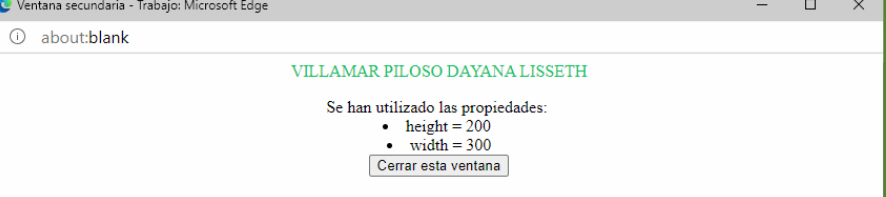 Ventana secundaria - Trabajo: Microsoft Edge
about:blank
VILLAMAR PILOSO DAYANA LISSETH
Se han utilizado las propiedades:
• height = 200
• width = 300
Cerrar esta ventana